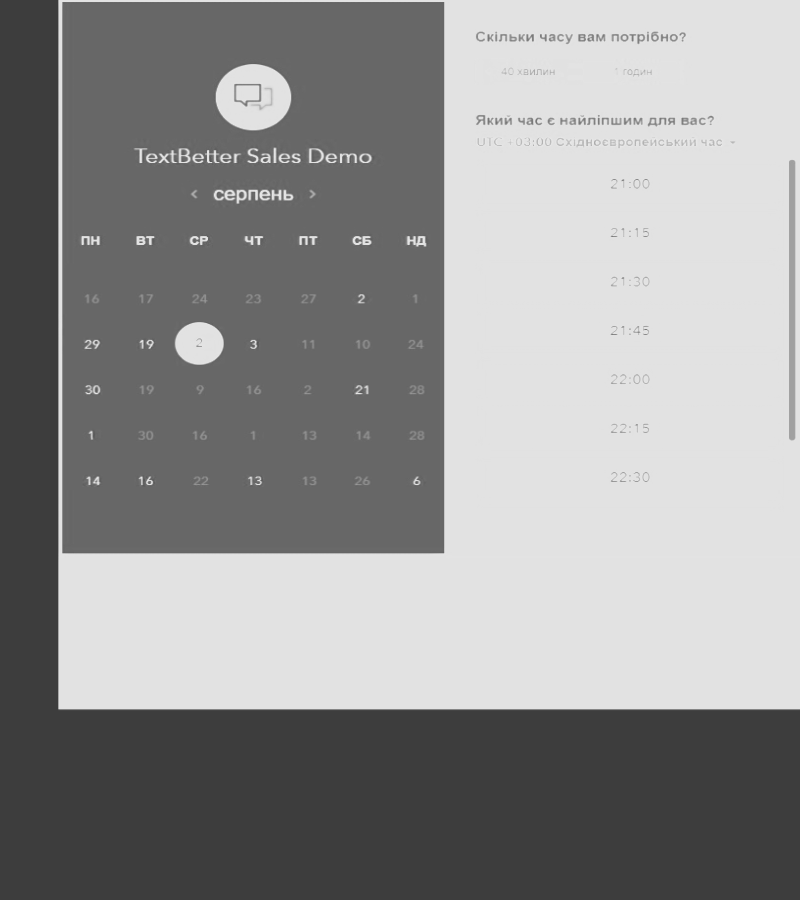 TextBetter Sales Demo
‹ серпень ›
ПН ВТ СР ЧТ ПТ СБ НД
16 17 24 23 27 2 1
29 19 2 3 11 10 24
30 19 9 16 2 21 28
1 30 16 1 13 14 28
14 16 22 13 13 26 6
Скільки часу вам потрібно?
40 хвилин 1 годин
Який час є найліпшим для вас?
UTC -03:00 Східноєвропейський час
21:00
21:15
21:30
21:45
22:00
22:15
22:30